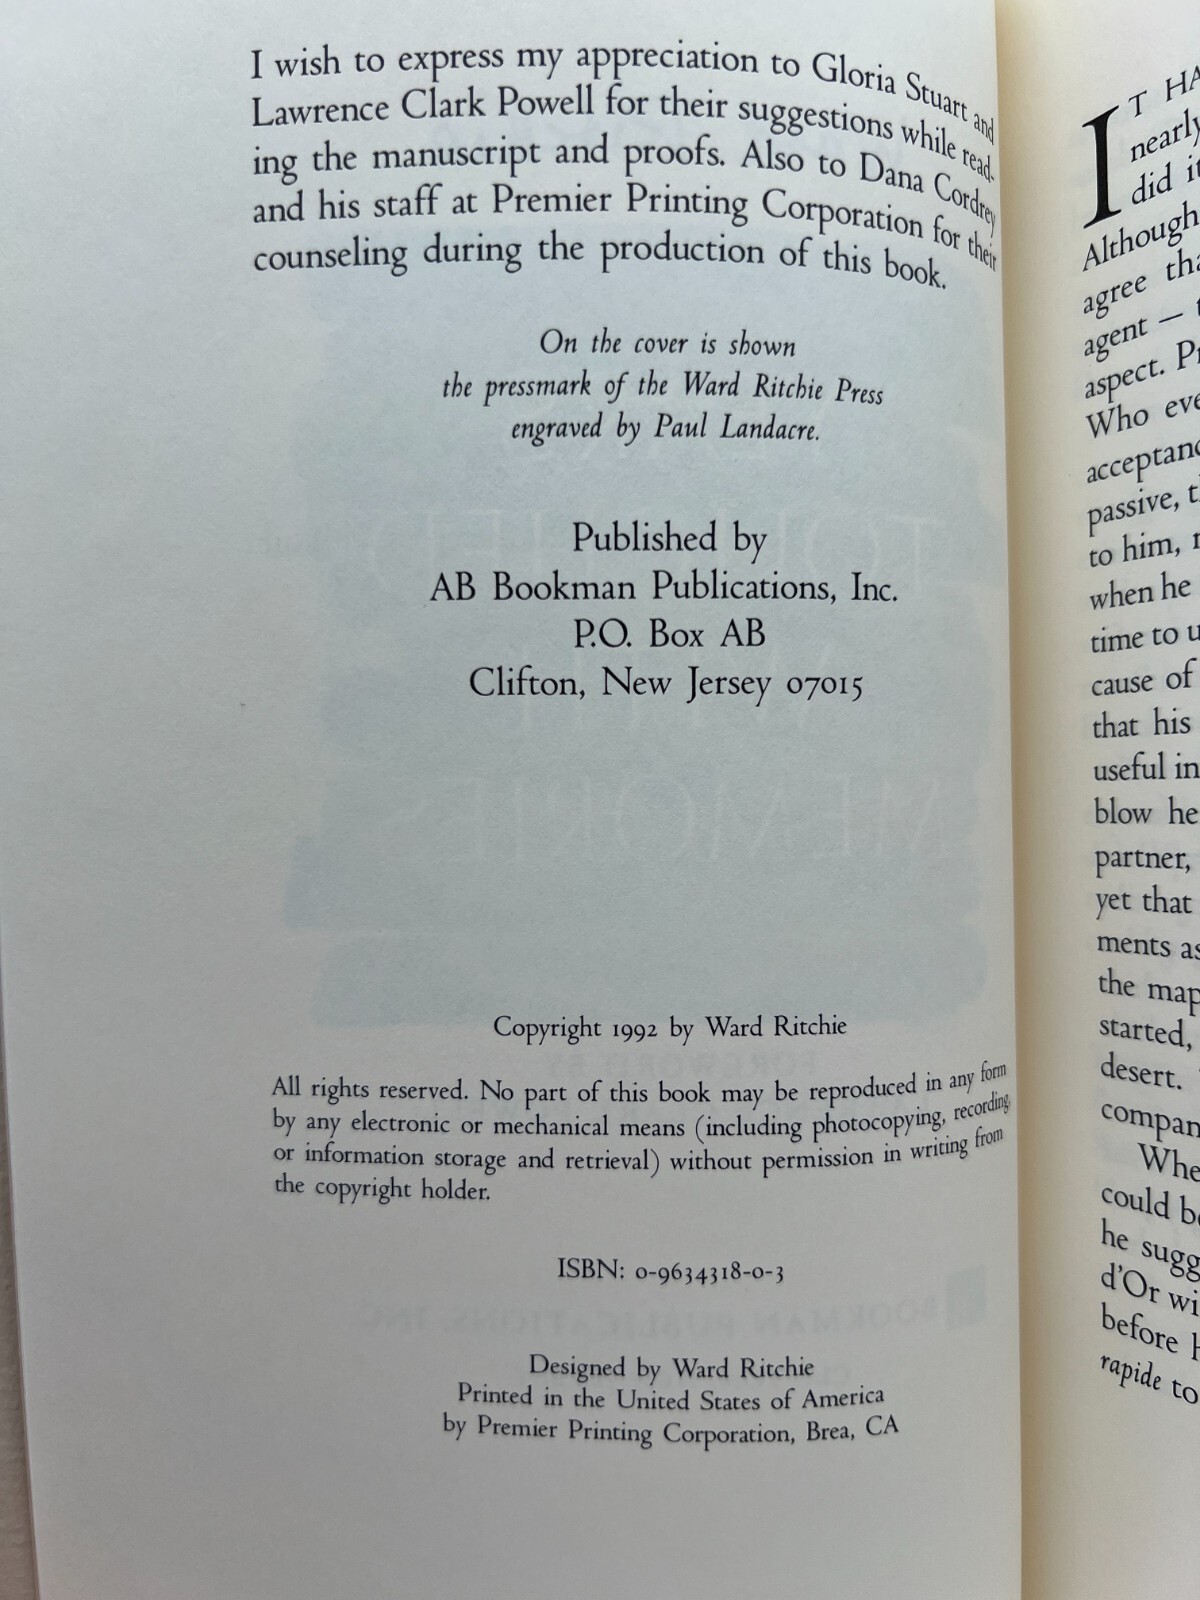 I wish to express my appreciation to Gloria Stuart and
Lawrence Clark Powell for their suggestions while read-
ing the manuscript and proofs. Also to Dana Cordrey
and his staff at Premier Printing Corporation for their
counseling during the production of this book.
On the cover is shown
the pressmark of the Ward Ritchie Press
engraved by Paul Landacre.
Published by
AB Bookman Publications, Inc.
P.O. Box AB
Clifton, New Jersey 07015
Copyright 1992 by Ward Ritchie
All rights reserved. No part of this book may be reproduced in any form
by any electronic or mechanical means (including photocopying, recording,
or information storage and retrieval) without permission in writing from
the copyright holder.
ISBN: 0-9634318-0-3
Designed by Ward Ritchie
Printed in the United States of America
by Premier Printing Corporation, Brea, CA
IT HA
nearly
did it
Although
agree tha
agent — t
aspect. Pr
Who eve
acceptanc
passive, t
to him, r
when he
time to u
cause of
that his
useful in
blow he
partner,
yet that
ments as
the map
started,
desert.
compan
Whe
could be
he sugg
d'Or wi
before h
rapide to